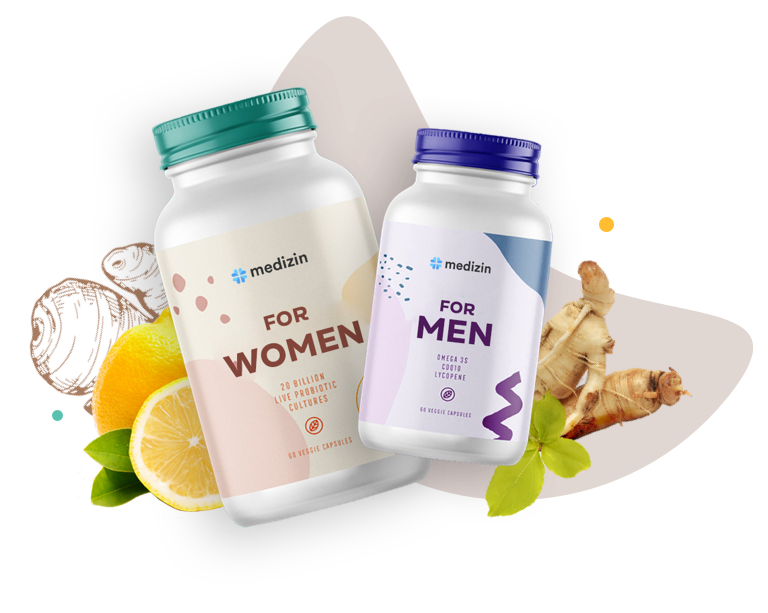 medizin
FOR
WOMEN
20 BILLION
LIVE PROBIOTIC
CULTURES
60 VEGGIE CAPSULES
medizin
FOR
MEN
OMEGA 3S
COQ10
LYCOPENE
60 VEGGIE CAPSULES